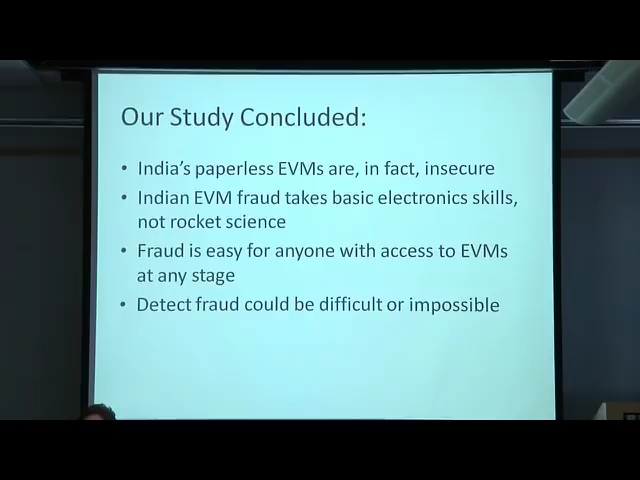 Our Study Concluded:
• India's paperless EVMs are, in fact, insecure
• Indian EVM fraud takes basic electronics skills,
not rocket science
• Fraud is easy for anyone with access to EVMs
at any stage
• Detect fraud could be difficult or impossible